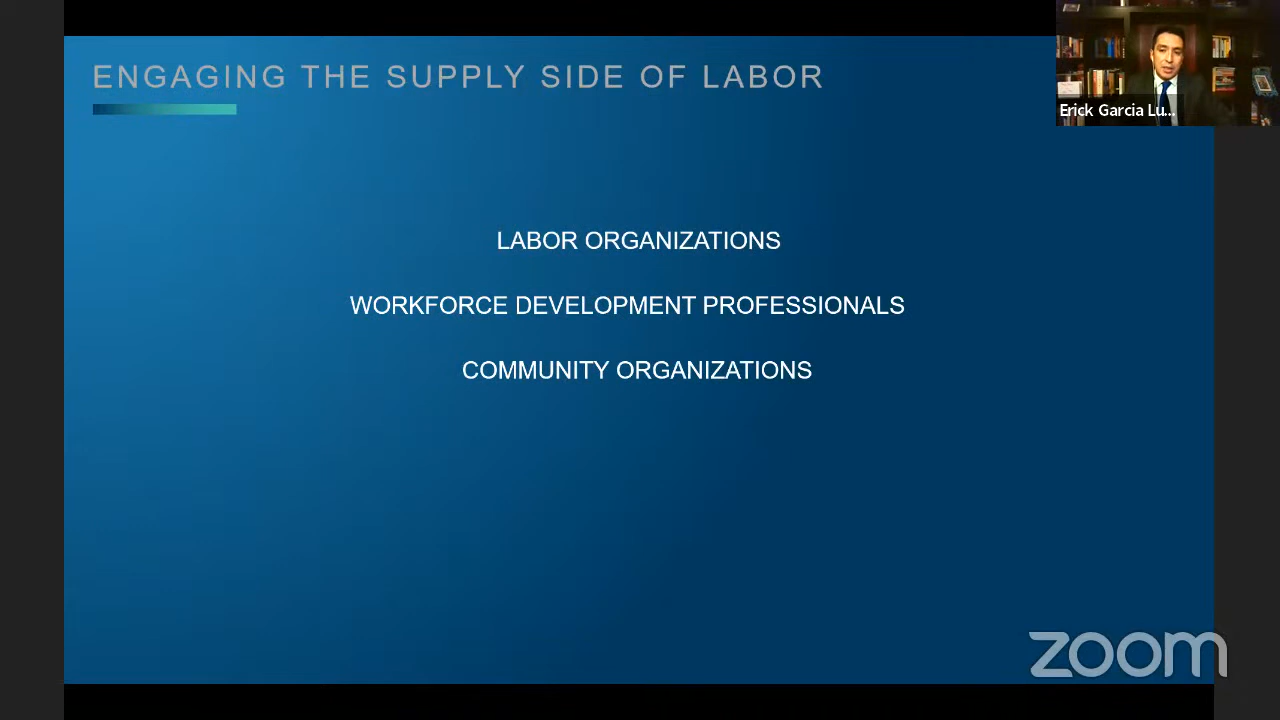 ENGAGING THE SUPPLY SIDE OF LABOR
Erick Garcia Lu...
LABOR ORGANIZATIONS
WORKFORCE DEVELOPMENT PROFESSIONALS
COMMUNITY ORGANIZATIONS
zoom